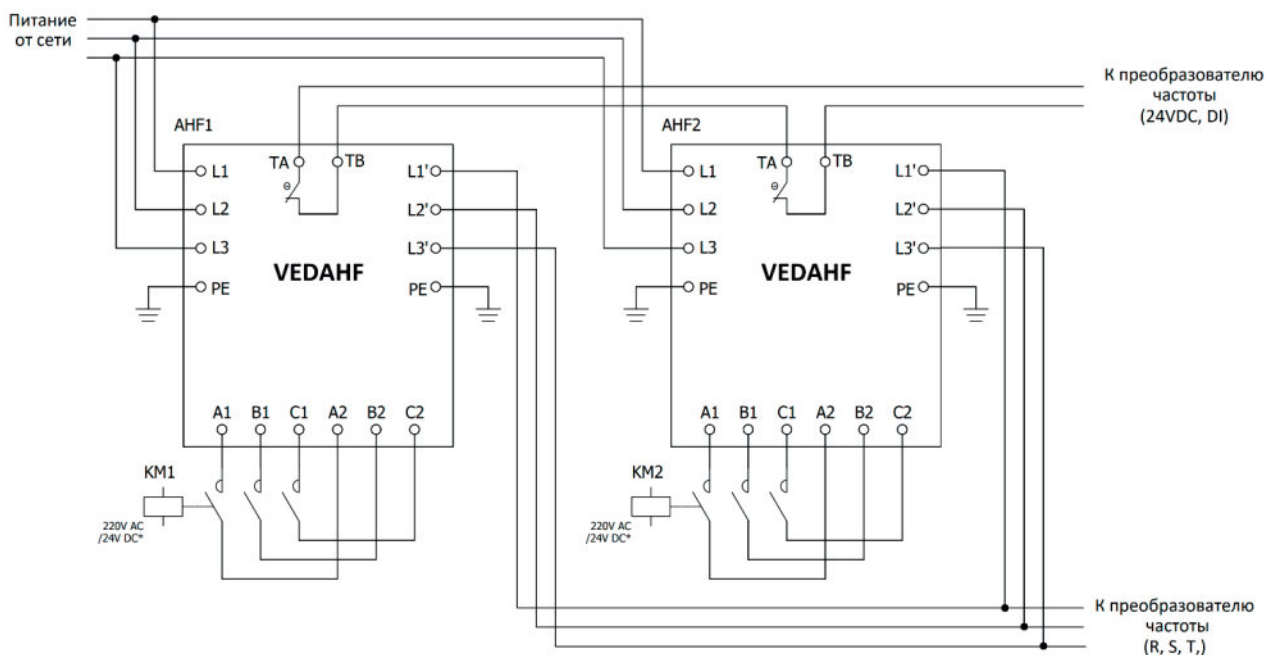 Питание
от сети
К преобразователю
частоты
(24VDC, DI)
AHF1
TA
TB
L1
L2
L3
PE
L1'
L2'
L3'
PE
VEDAHF
A1 B1 C1 A2 B2 C2
KM1
220V AC
/24V DC*
AHF2
TA
TB
L1
L2
L3
PE
L1'
L2'
L3'
PE
VEDAHF
A1 B1 C1 A2 B2 C2
KM2
220V AC
/24V DC*
К преобразователю
частоты
(R, S, T,)